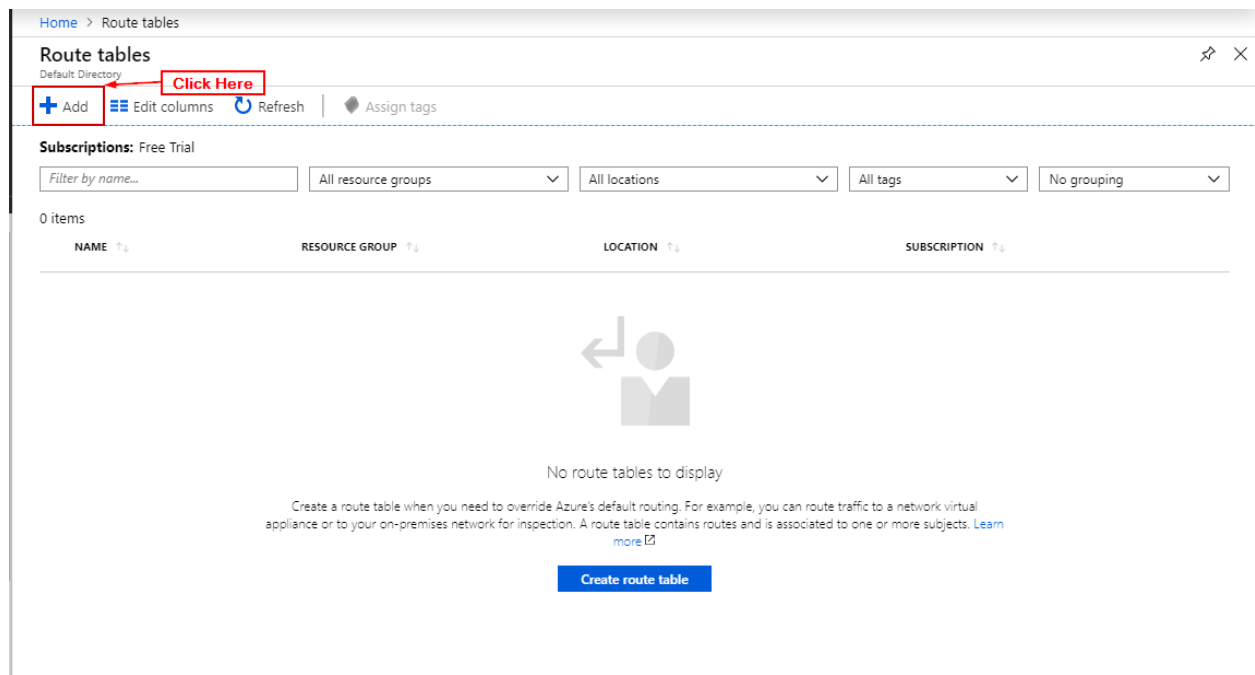 Home > Route tables
Route tables
Default Directory
Click Here
Add Edit columns Refresh Assign tags
Subscriptions: Free Trial
Filter by name... All resource groups All locations All tags No grouping
0 items
NAME RESOURCE GROUP LOCATION SUBSCRIPTION
No route tables to display
Create a route table when you need to override Azure's default routing. For example, you can route traffic to a network virtual
appliance or to your on-premises network for inspection. A route table contains routes and is associated to one or more subjects. Learn
more
Create route table